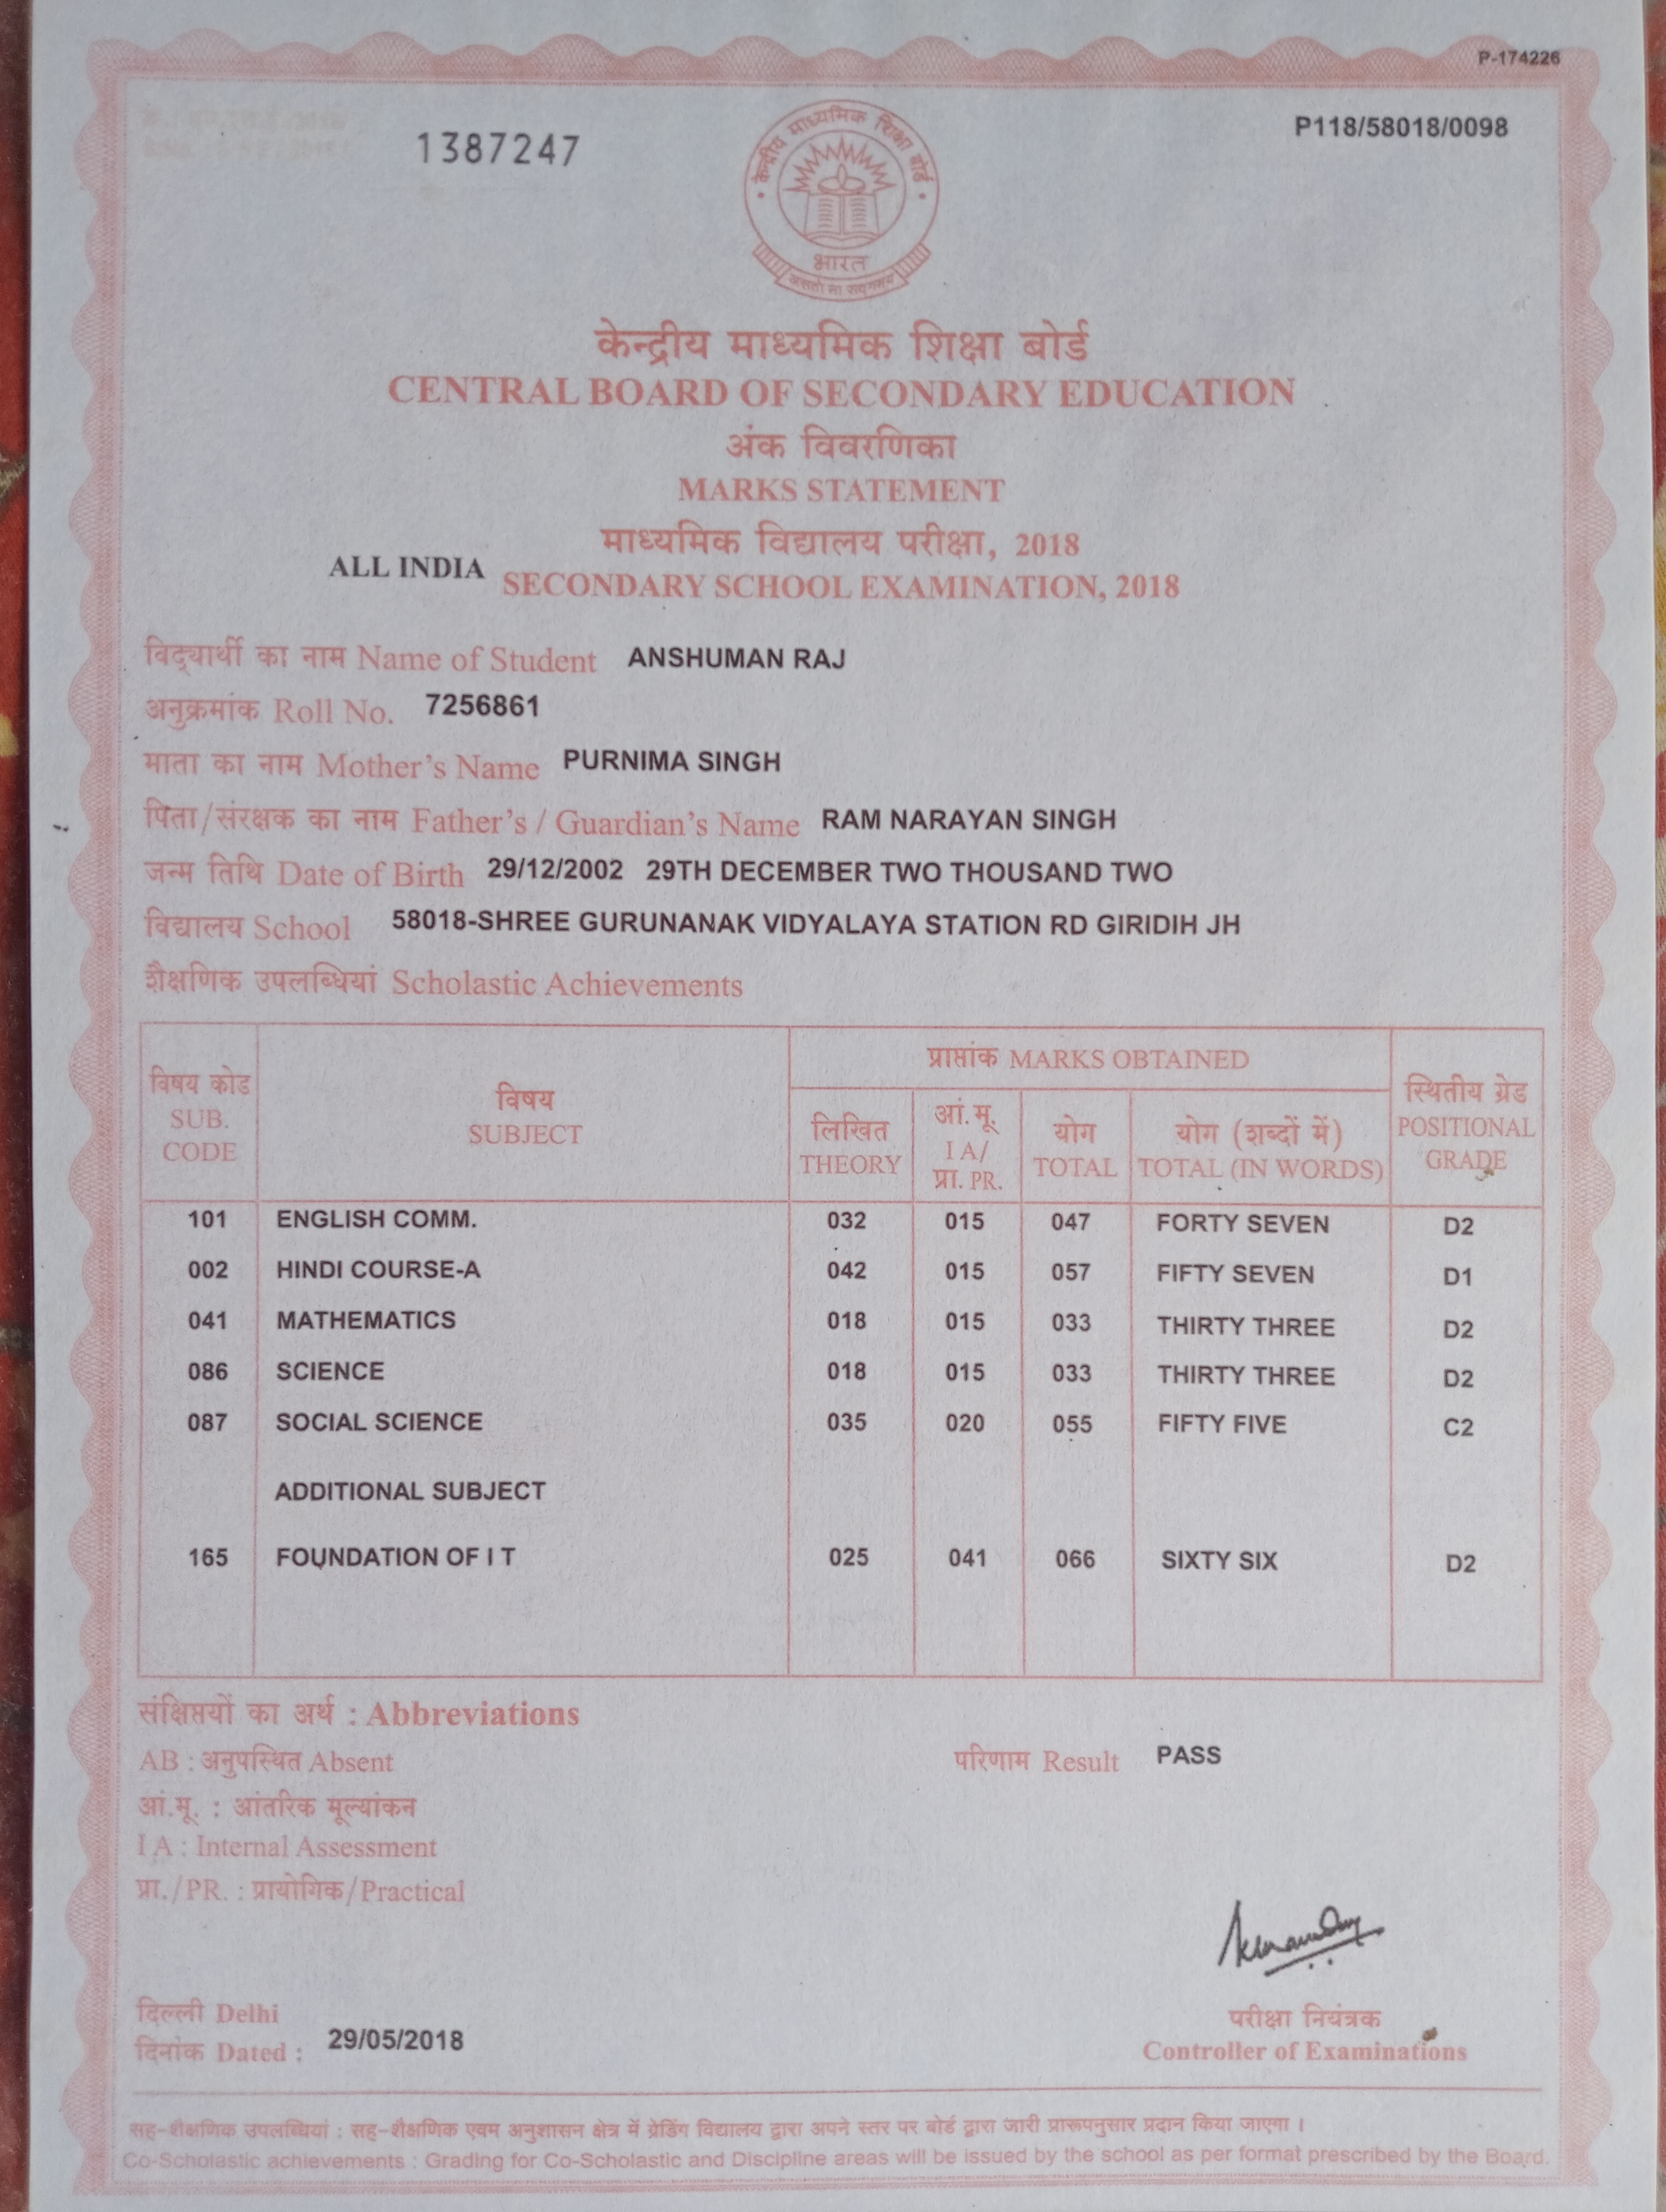 P-174226
1387247
P118/58018/0098
केन्द्रीय माध्यमिक शिक्षा बोर्ड
भारत
असतो मा सद्गमय
केन्द्रीय माध्यमिक शिक्षा बोर्ड
CENTRAL BOARD OF SECONDARY EDUCATION
अंक विवरणिका
MARKS STATEMENT
माध्यमिक विद्यालय परीक्षा, 2018
ALL INDIA SECONDARY SCHOOL EXAMINATION, 2018
विद्यार्थी का नाम Name of Student ANSHUMAN RAJ
अनुक्रमांक Roll No. 7256861
माता का नाम Mother's Name PURNIMA SINGH
पिता/संरक्षक का नाम Father's / Guardian's Name RAM NARAYAN SINGH
जन्म तिथि Date of Birth 29/12/2002 29TH DECEMBER TWO THOUSAND TWO
विद्यालय School 58018-SHREE GURUNANAK VIDYALAYA STATION RD GIRIDIH JH
शैक्षणिक उपलब्धियां Scholastic Achievements
विषय कोड
SUB.
CODE
विषय
SUBJECT
प्राप्तांक MARKS OBTAINED
लिखित
THEORY
आं.मू.
I A/
प्रा. PR.
योग
TOTAL
योग (शब्दों में)
TOTAL (IN WORDS)
स्थितीय ग्रेड
POSITIONAL
GRADE
101 ENGLISH COMM. 032 015 047 FORTY SEVEN D2
002 HINDI COURSE-A 042 015 057 FIFTY SEVEN D1
041 MATHEMATICS 018 015 033 THIRTY THREE D2
086 SCIENCE 018 015 033 THIRTY THREE D2
087 SOCIAL SCIENCE 035 020 055 FIFTY FIVE C2
ADDITIONAL SUBJECT
165 FOUNDATION OF I T 025 041 066 SIXTY SIX D2
संक्षिप्तयों का अर्थ : Abbreviations
AB : अनुपस्थित Absent
परिणाम Result PASS
आं.मू. : आंतरिक मूल्यांकन
I A : Internal Assessment
प्रा./PR. : प्रायोगिक/Practical
दिल्ली Delhi
दिनांक Dated : 29/05/2018
परीक्षा नियंत्रक
Controller of Examinations
सह-शैक्षणिक उपलब्धियां : सह-शैक्षणिक एवम अनुशासन क्षेत्र में ग्रेडिंग विद्यालय द्वारा अपने स्तर पर बोर्ड द्वारा जारी प्रारूपनुसार प्रदान किया जाएगा ।
Co-Scholastic achievements : Grading for Co-Scholastic and Discipline areas will be issued by the school as per format prescribed by the Board.